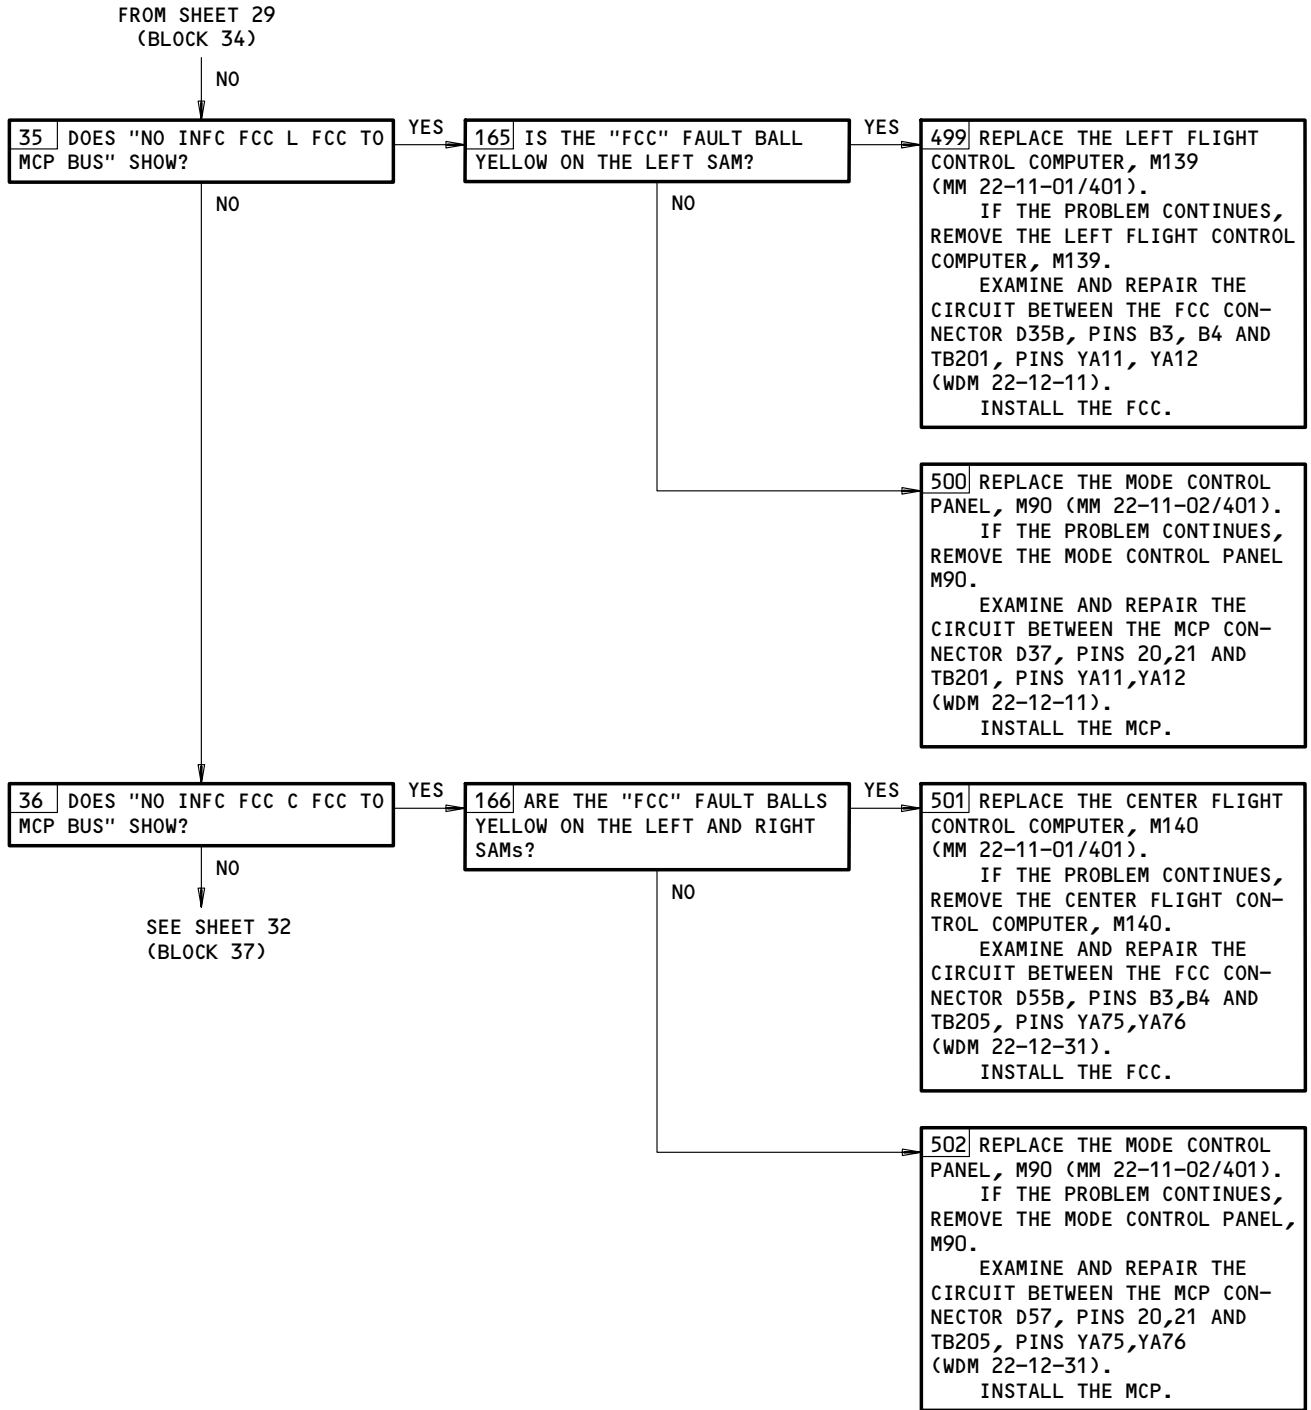 FROM SHEET 29
(BLOCK 34)
NO
35 DOES "NO INFC FCC L FCC TO
MCP BUS" SHOW?
YES
NO
165 IS THE "FCC" FAULT BALL
YELLOW ON THE LEFT SAM?
YES
NO
499 REPLACE THE LEFT FLIGHT
CONTROL COMPUTER, M139
(MM 22-11-01/401).
IF THE PROBLEM CONTINUES,
REMOVE THE LEFT FLIGHT CONTROL
COMPUTER, M139.
EXAMINE AND REPAIR THE
CIRCUIT BETWEEN THE FCC CON-
NECTOR D35B, PINS B3, B4 AND
TB201, PINS YA11, YA12
(WDM 22-12-11).
INSTALL THE FCC.
500 REPLACE THE MODE CONTROL
PANEL, M90 (MM 22-11-02/401).
IF THE PROBLEM CONTINUES,
REMOVE THE MODE CONTROL PANEL
M90.
EXAMINE AND REPAIR THE
CIRCUIT BETWEEN THE MCP CON-
NECTOR D37, PINS 20,21 AND
TB201, PINS YA11,YA12
(WDM 22-12-11).
INSTALL THE MCP.
36 DOES "NO INFC FCC C FCC TO
MCP BUS" SHOW?
YES
NO
SEE SHEET 32
(BLOCK 37)
166 ARE THE "FCC" FAULT BALLS
YELLOW ON THE LEFT AND RIGHT
SAMs?
YES
NO
501 REPLACE THE CENTER FLIGHT
CONTROL COMPUTER, M140
(MM 22-11-01/401).
IF THE PROBLEM CONTINUES,
REMOVE THE CENTER FLIGHT CON-
TROL COMPUTER, M140.
EXAMINE AND REPAIR THE
CIRCUIT BETWEEN THE FCC CON-
NECTOR D55B, PINS B3,B4 AND
TB205, PINS YA75,YA76
(WDM 22-12-31).
INSTALL THE FCC.
502 REPLACE THE MODE CONTROL
PANEL, M90 (MM 22-11-02/401).
IF THE PROBLEM CONTINUES,
REMOVE THE MODE CONTROL PANEL,
M90.
EXAMINE AND REPAIR THE
CIRCUIT BETWEEN THE MCP CON-
NECTOR D57, PINS 20,21 AND
TB205, PINS YA75,YA76
(WDM 22-12-31).
INSTALL THE MCP.